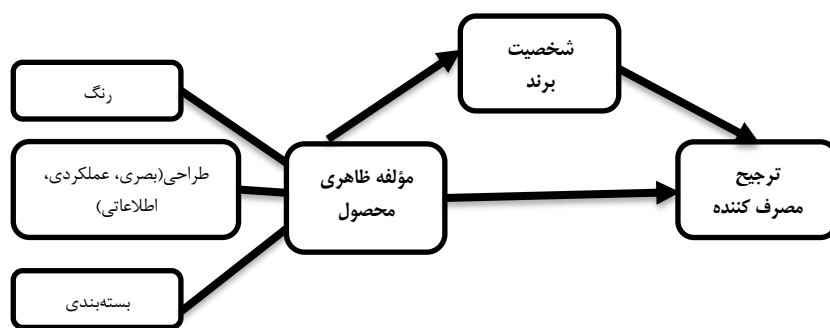 شخصیت
برند
رنگ
طراحی(بصری، عملکردی،
اطلاعاتی)
مؤلفه ظاهری
محصول
ترجیح
مصرف کننده
بسته‌بندی